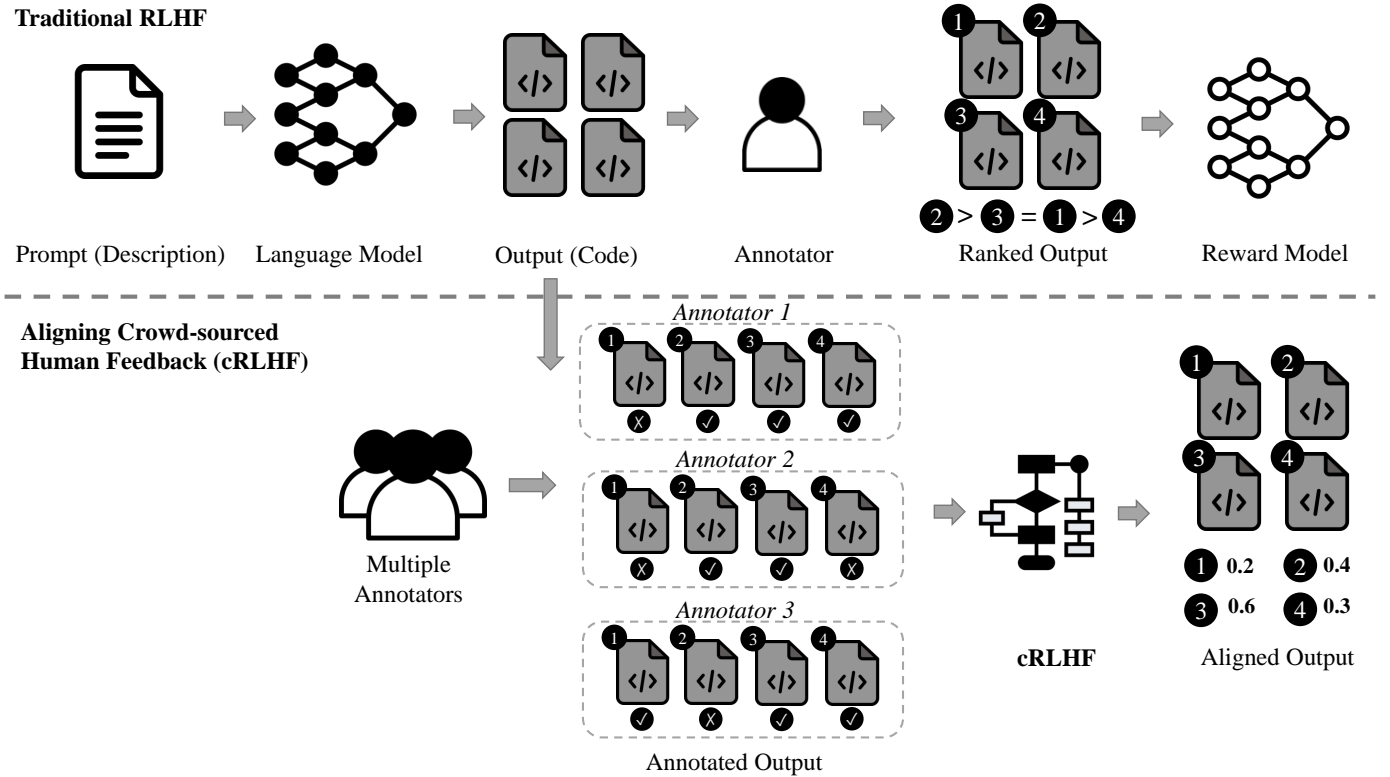 Traditional RLHF
1 2
</> </>
</> </>
3 4
</> </>
</> </>
2 > 3 = 1 > 4
Prompt (Description) Language Model Output (Code) Annotator Ranked Output Reward Model
Aligning Crowd-sourced
Human Feedback (cRLHF)
Annotator 1
1 2 3 4
</> </> </> </>
X ✓ ✓ ✓
Annotator 2
1 2 3 4
</> </> </> </>
X ✓ ✓ X
Annotator 3
1 2 3 4
</> </> </> </>
✓ X ✓ ✓
Annotated Output
Multiple
Annotators
cRLHF
1 2
</> </>
3 4
</> </>
1 0.2 2 0.4
3 0.6 4 0.3
Aligned Output